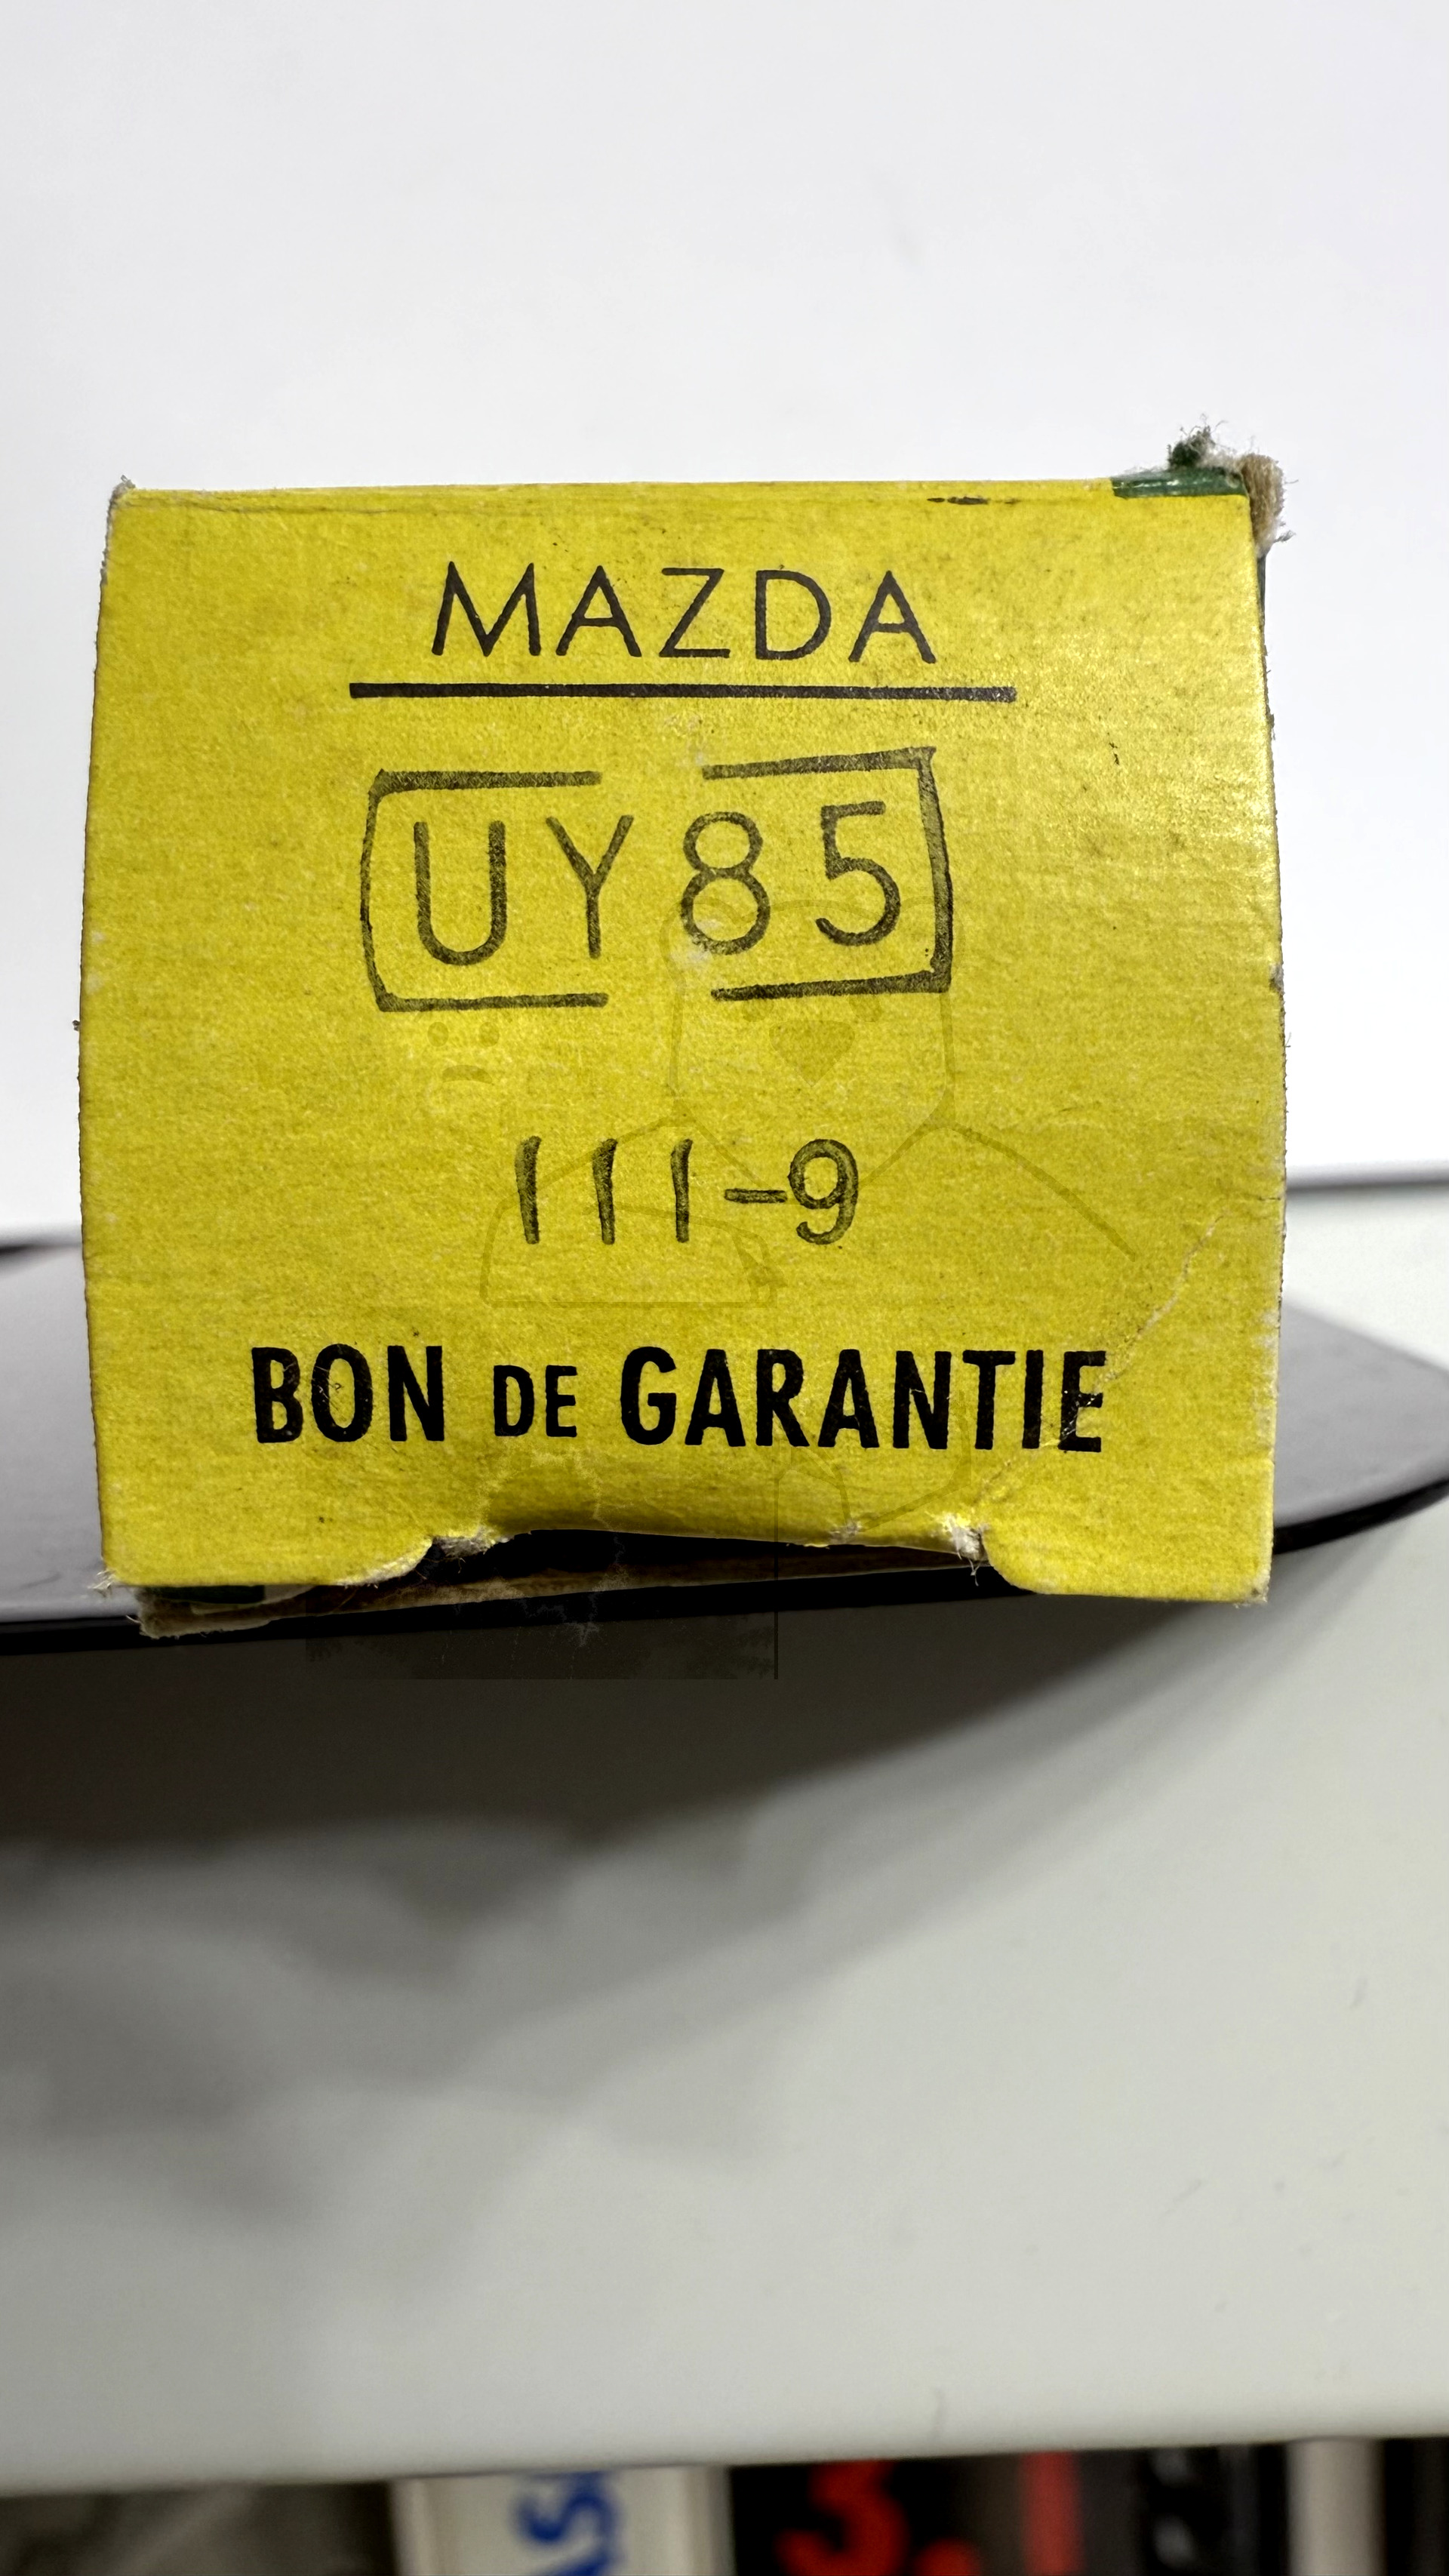 MAZDA
UY85
111-9
BON DE GARANTIE